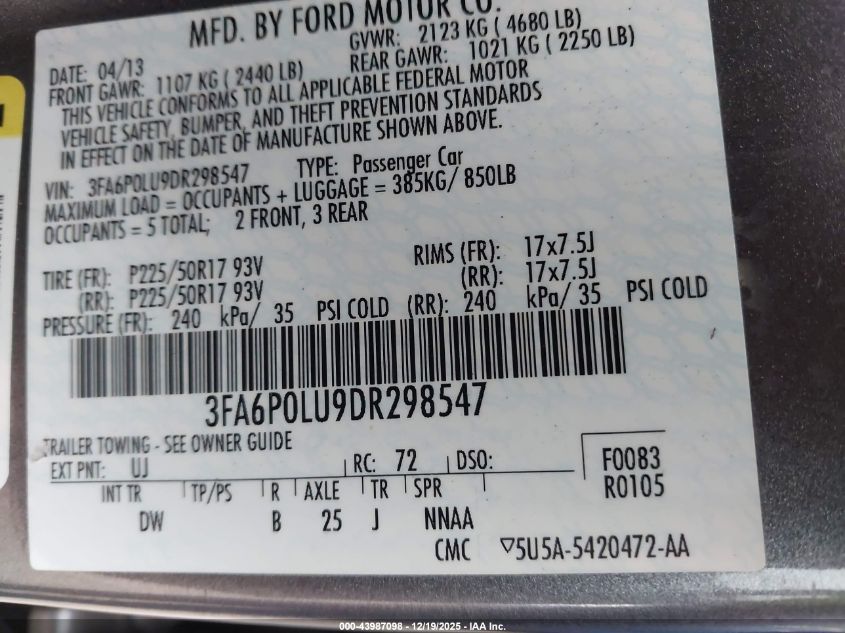 MFD. BY FORD MOTOR CO.
DATE: 04/13 GVWR: 2123 KG ( 4680 LB)
FRONT GAWR: 1107 KG ( 2440 LB) REAR GAWR: 1021 KG ( 2250 LB)
THIS VEHICLE CONFORMS TO ALL APPLICABLE FEDERAL MOTOR
VEHICLE SAFETY, BUMPER, AND THEFT PREVENTION STANDARDS
IN EFFECT ON THE DATE OF MANUFACTURE SHOWN ABOVE.
VIN: 3FA6P0LU9DR298547 TYPE: Passenger Car
MAXIMUM LOAD = OCCUPANTS + LUGGAGE = 385KG/ 850LB
OCCUPANTS = 5 TOTAL; 2 FRONT, 3 REAR
TIRE (FR): P225/50R17 93V RIMS (FR): 17x7.5J
(RR): P225/50R17 93V (RR): 17x7.5J
PRESSURE (FR): 240 kPa/ 35 PSI COLD (RR): 240 kPa/ 35 PSI COLD
3FA6P0LU9DR298547
TRAILER TOWING - SEE OWNER GUIDE
EXT PNT: UJ RC: 72 DSO: F0083
INT TR TP/PS R AXLE TR SPR R0105
DW B 25 J NNAA
CMC ▽5U5A-5420472-AA
000-43987098 - 12/19/2025 - IAA Inc.